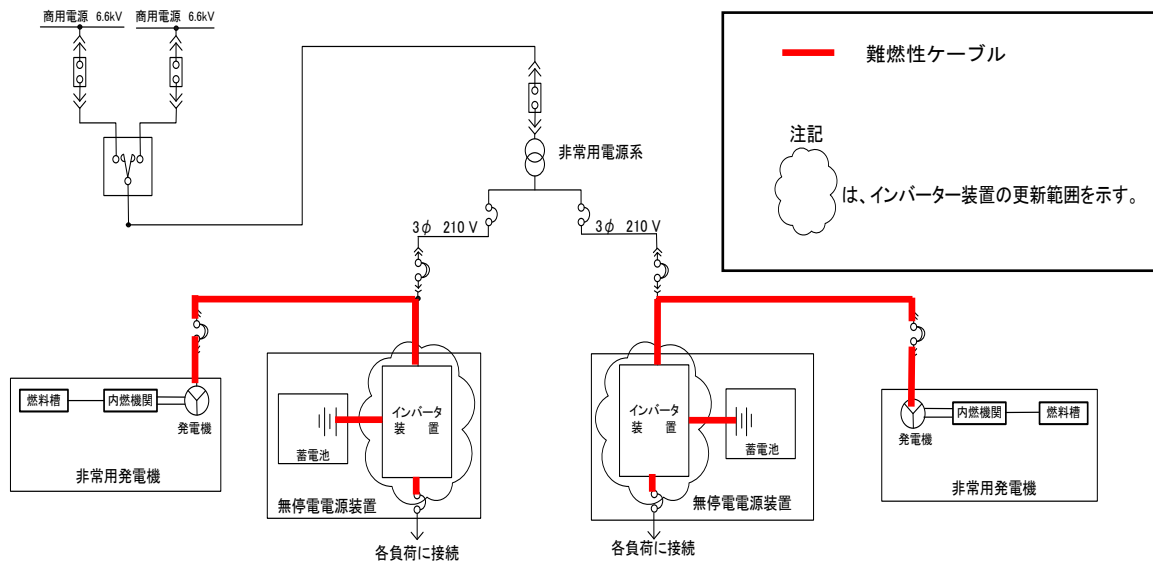 商用電源 6.6kV
商用電源 6.6kV
難燃性ケーブル
注記
は、インバーター装置の更新範囲を示す。
非常用電源系
3φ 210 V
3φ 210 V
燃料槽
内燃機関
発電機
非常用発電機
蓄電池
インバータ
装 置
無停電電源装置
各負荷に接続
インバータ
装 置
蓄電池
無停電電源装置
各負荷に接続
発電機
内燃機関
燃料槽
非常用発電機